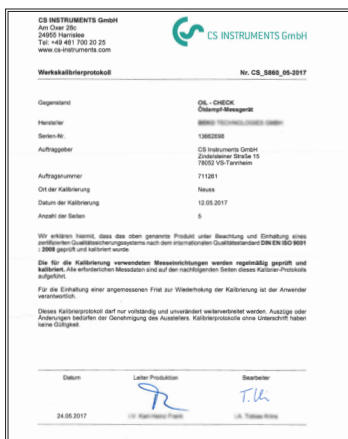 CS INSTRUMENTS GmbH
Am Oxer 28c
24955 Harrislee
Tel: +49 461 700 20 25
www.cs-instruments.com
CS INSTRUMENTS GmbH
Werkskalibrierprotokoll Nr. CS_S860_05-2017
Gegenstand OIL - CHECK
Öldampf-Messgerät
Hersteller
Serien-Nr. 13662698
Auftraggeber CS Instruments GmbH
Zindelsteiner Straße 15
78052 VS-Tannheim
Auftragsnummer 711261
Ort der Kalibrierung Neuss
Datum der Kalibrierung 12.05.2017
Anzahl der Seiten 5
Wir erklären hiermit, dass das oben genannte Produkt unter Beachtung und Einhaltung eines
zertifizierten Qualitätssicherungssystems nach dem internationalen Qualitätsstandard DIN EN ISO 9001
: 2008 geprüft und kalibriert wurde.
Die für die Kalibrierung verwendeten Messeinrichtungen werden regelmäßig geprüft und
kalibriert. Alle erforderlichen Messdaten sind auf den nachfolgenden Seiten dieses Kalibrier-Protokolls
aufgeführt.
Für die Einhaltung einer angemessenen Frist zur Wiederholung der Kalibrierung ist der Anwender
verantwortlich.
Dieses Kalibrierprotokoll darf nur vollständig und unverändert weiterverbreitet werden. Auszüge oder
Änderungen bedürfen der Genehmigung des Ausstellers. Kalibrierprotokolle ohne Unterschrift haben
keine Gültigkeit.
Datum Leiter Produktion Bearbeiter
24.05.2017